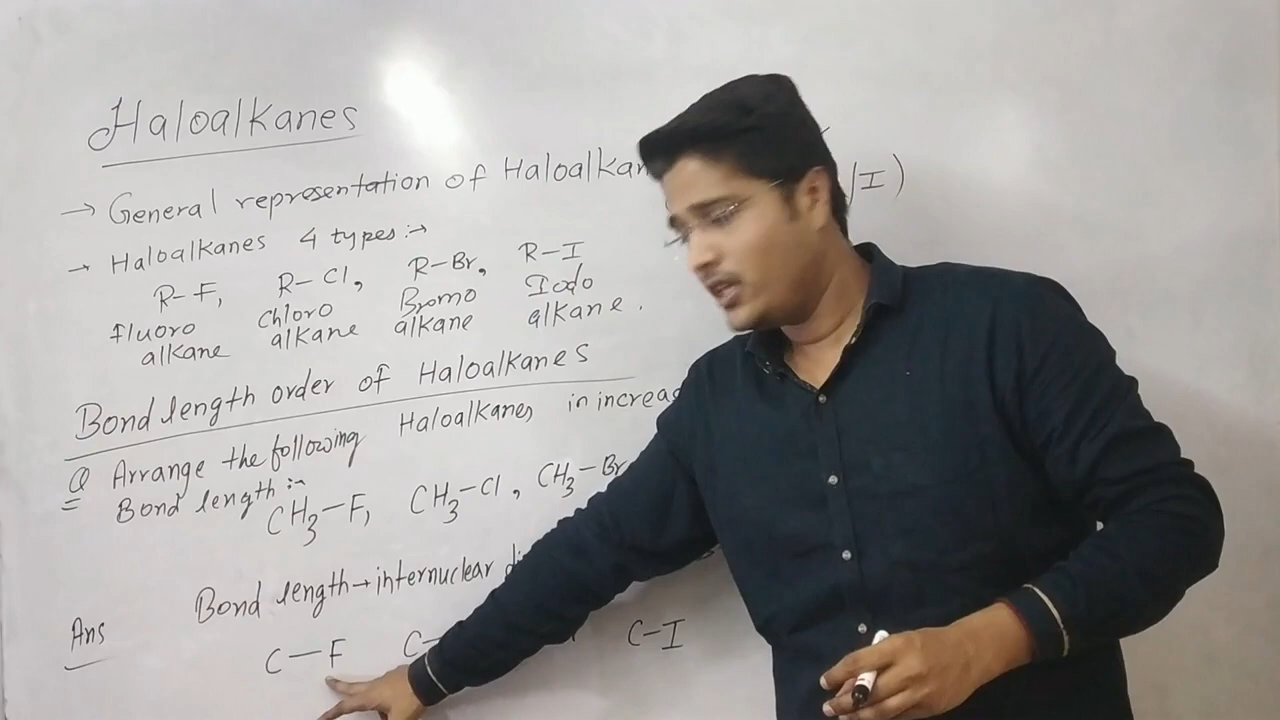 Haloalkanes
→ General representation of Haloalkan /I)
→ Haloalkanes 4 types:→
R-F, R-Cl, R-Br, R-I
Fluoro alkane chloro alkane Bromo alkane Iodo alkane.
Bond length order of Haloalkanes
Q Arrange the following Haloalkanes in increas
Bond length :-
CH3-F, CH3-Cl, CH3-Br
Bond length → internuclear di
Ans
C-F C- C-I